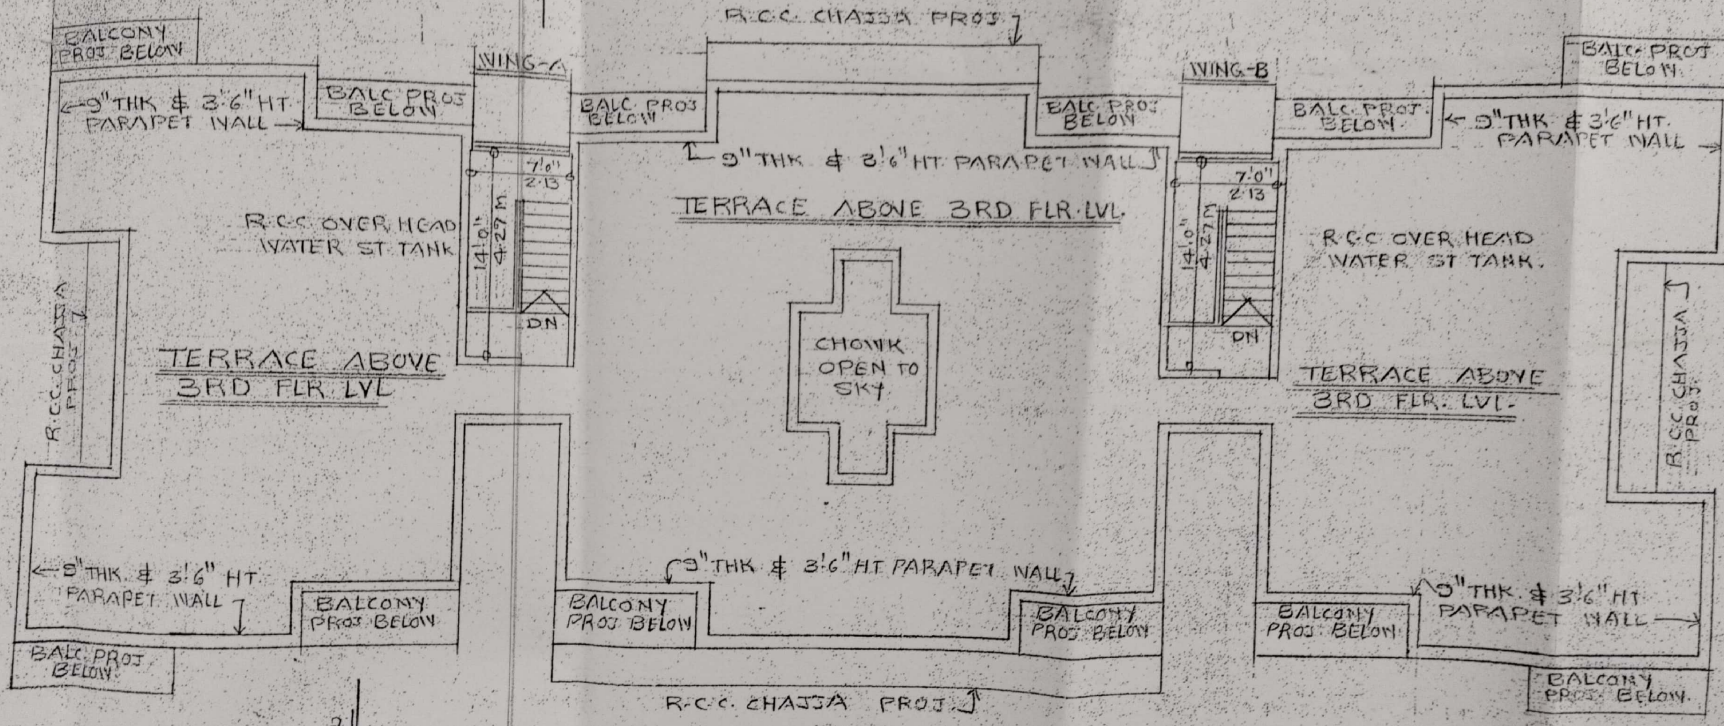 R.C.C. CHAJJA PROJ.
BALCONY
PROJ BELOW
WING-A
WING-B
BALC. PROJ
BELOW.
9" THK & 3'.6" HT.
PARAPET WALL
BALC PROJ
BELOW
BALC. PROJ
BELOW
BALC. PROJ
BELOW
BALC. PROJ.
BELOW.
9" THK & 3'.6" HT.
PARAPET WALL
9" THK & 3'.6" HT PARAPET WALL
7'.0"
2.13
7'.0"
2.13
TERRACE ABOVE 3RD FLR.LVL.
R.C.C OVER HEAD
WATER ST TANK
14'.0"
4.27 M
14'.0"
4.27 M
R.C.C OVER HEAD
WATER ST TANK.
DN
DN
R.C.C. CHAJJA
PROJ
CHOWK
OPEN TO
SKY
R.C.C. CHAJJA
PROJ.
TERRACE ABOVE
3RD FLR LVL
TERRACE ABOVE
3RD FLR. LVL.
9" THK. & 3'.6" HT.
PARAPET WALL
9" THK & 3'.6" HT PARAPET WALL
9" THK & 3'.6" HT
PARAPET WALL
BALCONY
PROJ BELOW
BALCONY
PROJ BELOW
BALCONY
PROJ BELOW
BALCONY
PROJ. BELOW
BALC. PROJ.
BELOW.
BALCONY
PROJ. BELOW.
R.C.C. CHAJJA PROJ.